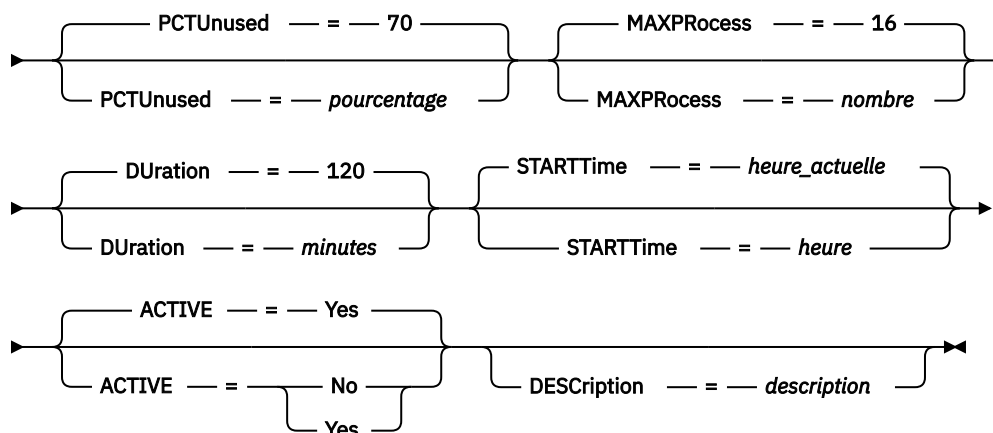 PCTUnused = 70 MAXPRocess = 16
PCTUnused = pourcentage MAXPRocess = nombre
DUration = 120 STARTTime = heure_actuelle
DUration = minutes STARTTime = heure
ACTIVE = Yes
ACTIVE = No DESCription = description
Yes